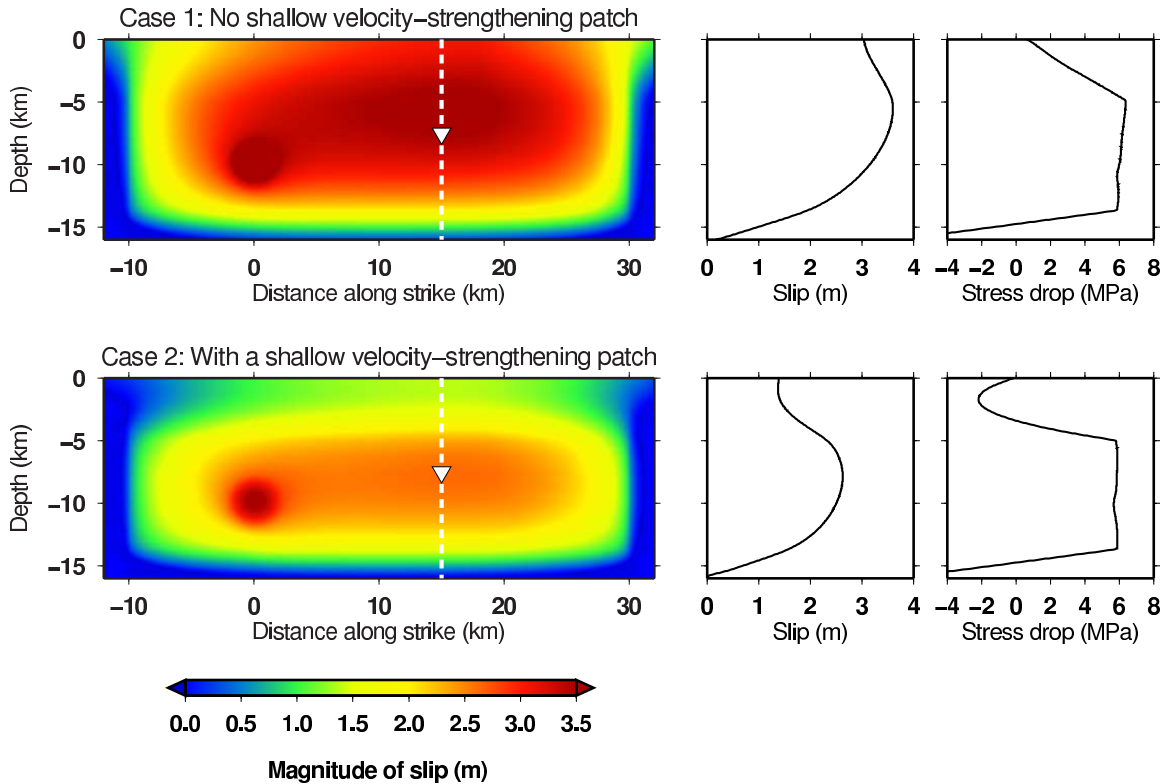 Case 1: No shallow velocity–strengthening patch
0
−5
−10
−15
Depth (km)
−10 0 10 20 30
Distance along strike (km)
0 1 2 3 4
Slip (m)
−4 −2 0 2 4 6 8
Stress drop (MPa)
Case 2: With a shallow velocity–strengthening patch
0
−5
−10
−15
Depth (km)
−10 0 10 20 30
Distance along strike (km)
0 1 2 3 4
Slip (m)
−4 −2 0 2 4 6 8
Stress drop (MPa)
0.0 0.5 1.0 1.5 2.0 2.5 3.0 3.5
Magnitude of slip (m)